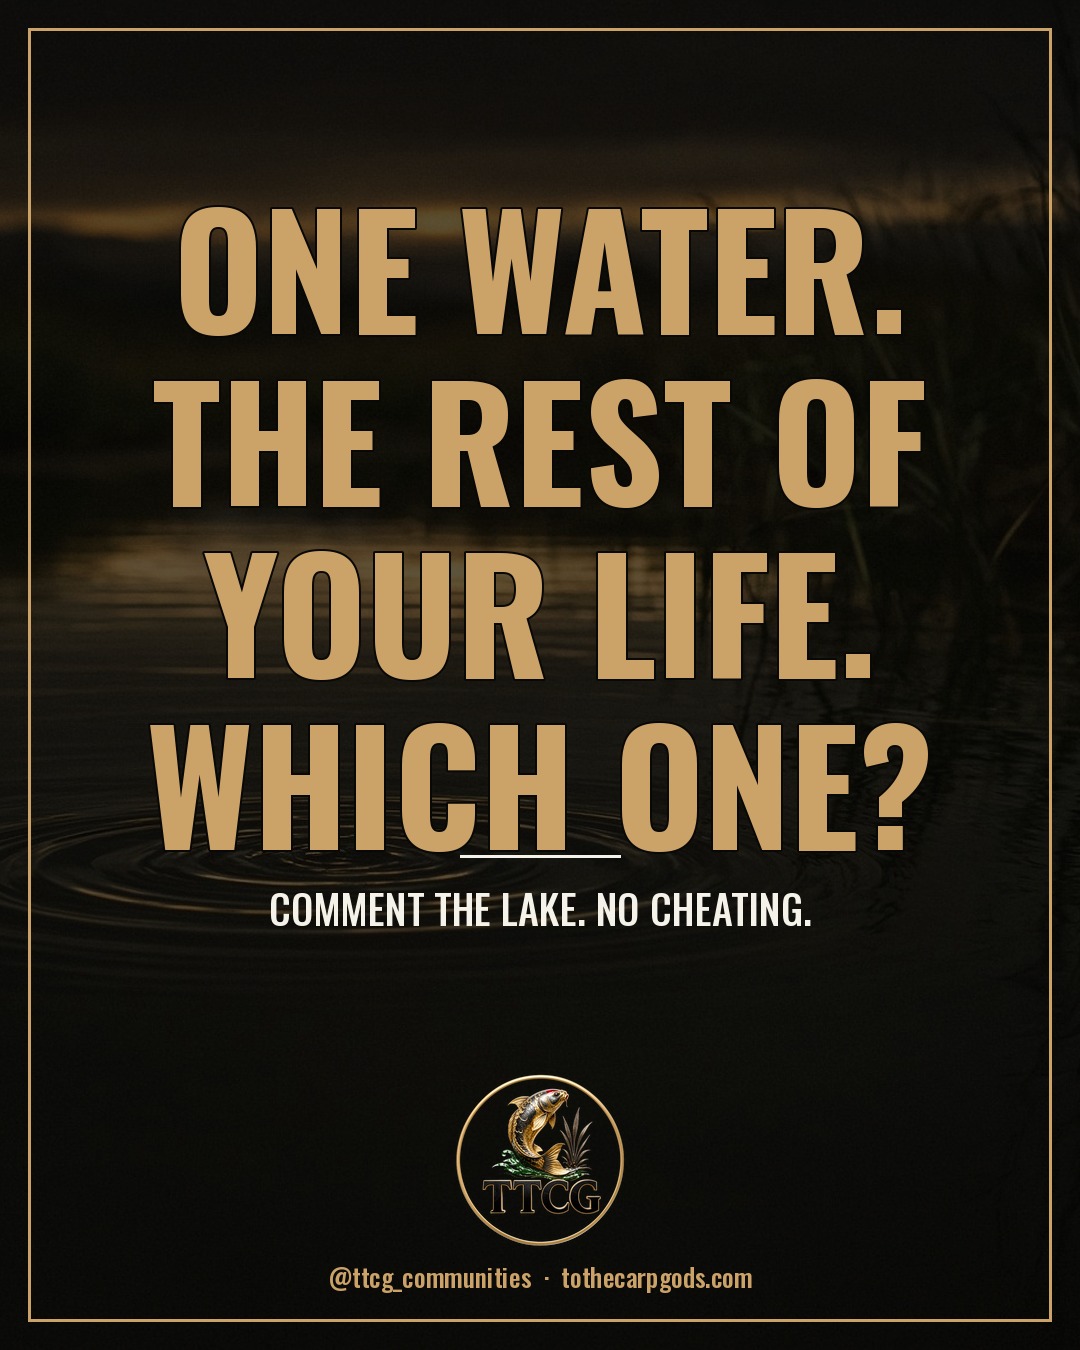 ONE WATER.
THE REST OF
YOUR LIFE.
WHICH ONE?
COMMENT THE LAKE. NO CHEATING.
TTCG
@ttcg_communities · tothecarpgods.com